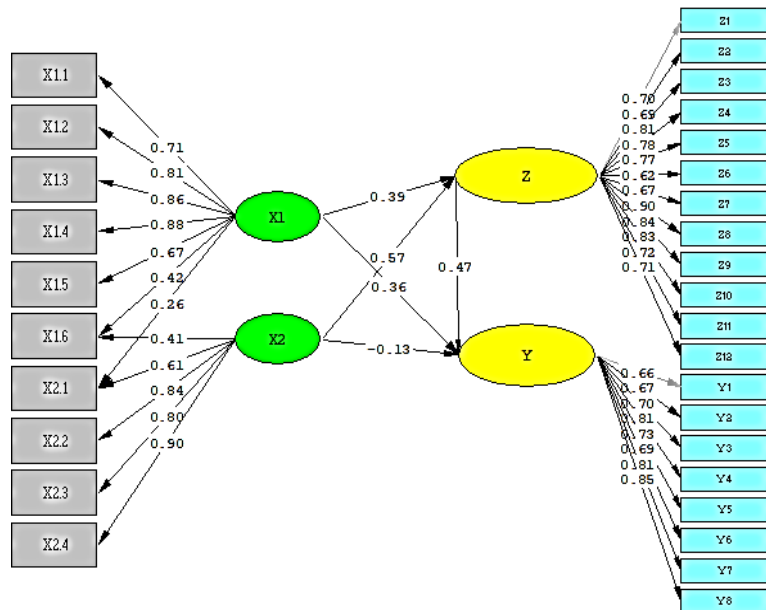 X1.1
X1.2
X1.3
X1.4
X1.5
X1.6
X2.1
X2.2
X2.3
X2.4
0.71
0.81
0.86
0.88
0.67
0.42
0.26
0.41
0.61
0.84
0.80
0.90
X1
X2
0.39
0.57
0.36
-0.13
0.47
Z
Y
0.70
0.69
0.81
0.78
0.77
0.62
0.67
0.90
0.84
0.83
0.72
0.71
0.66
0.67
0.70
0.81
0.73
0.69
0.81
0.85
Z1
Z2
Z3
Z4
Z5
Z6
Z7
Z8
Z9
Z10
Z11
Z12
Y1
Y2
Y3
Y4
Y5
Y6
Y7
Y8